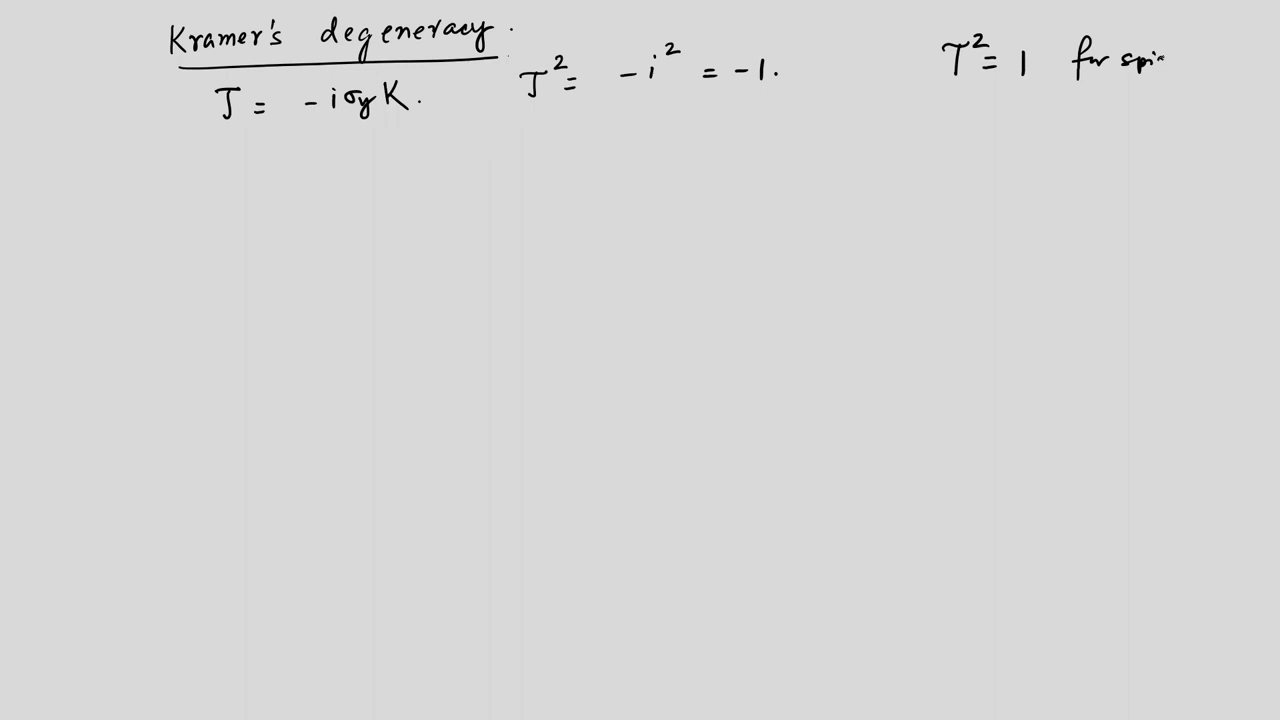 Kramer's degeneracy.
T = - iσyK.
T² = - i² = -1.
T² = 1 for